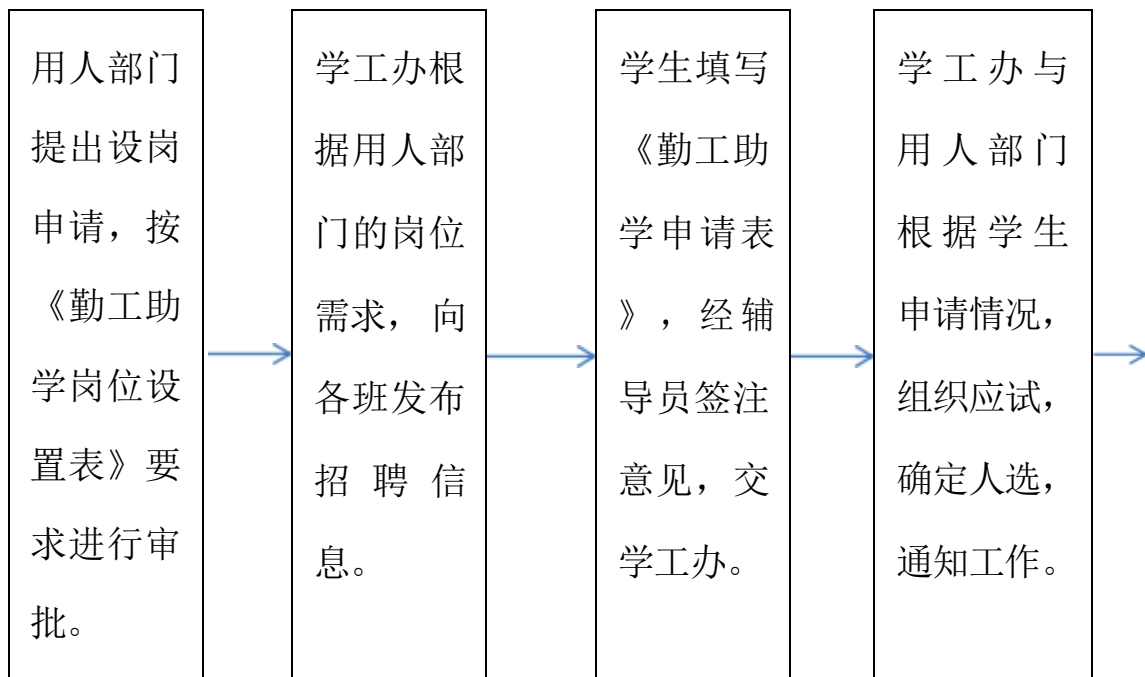 用人部门
提出设岗
申请，按
《勤工助
学岗位设
置表》要
求进行审
批。
学工办根
据用人部
门的岗位
需求，向
各班发布
招聘信
息。
学生填写
《勤工助
学申请表
》，经辅
导员签注
意见，交
学工办。
学工办与
用人部门
根据学生
申请情况，
组织应试，
确定人选，
通知工作。